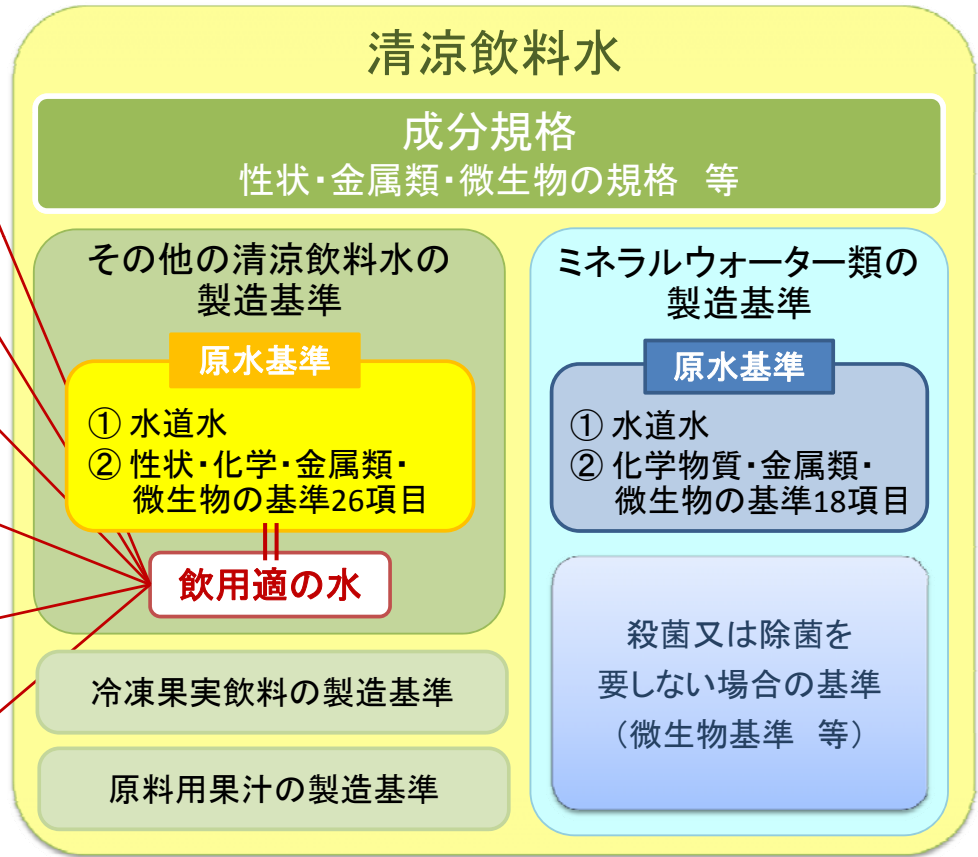 清涼飲料水
成分規格
性状・金属類・微生物の規格　等
その他の清涼飲料水の
製造基準
原水基準
① 水道水
② 性状・化学・金属類・
微生物の基準26項目
飲用適の水
冷凍果実飲料の製造基準
原料用果汁の製造基準
ミネラルウォーター類の
製造基準
原水基準
① 水道水
② 化学物質・金属類・
微生物の基準18項目
殺菌又は除菌を
要しない場合の基準
（微生物基準　等）